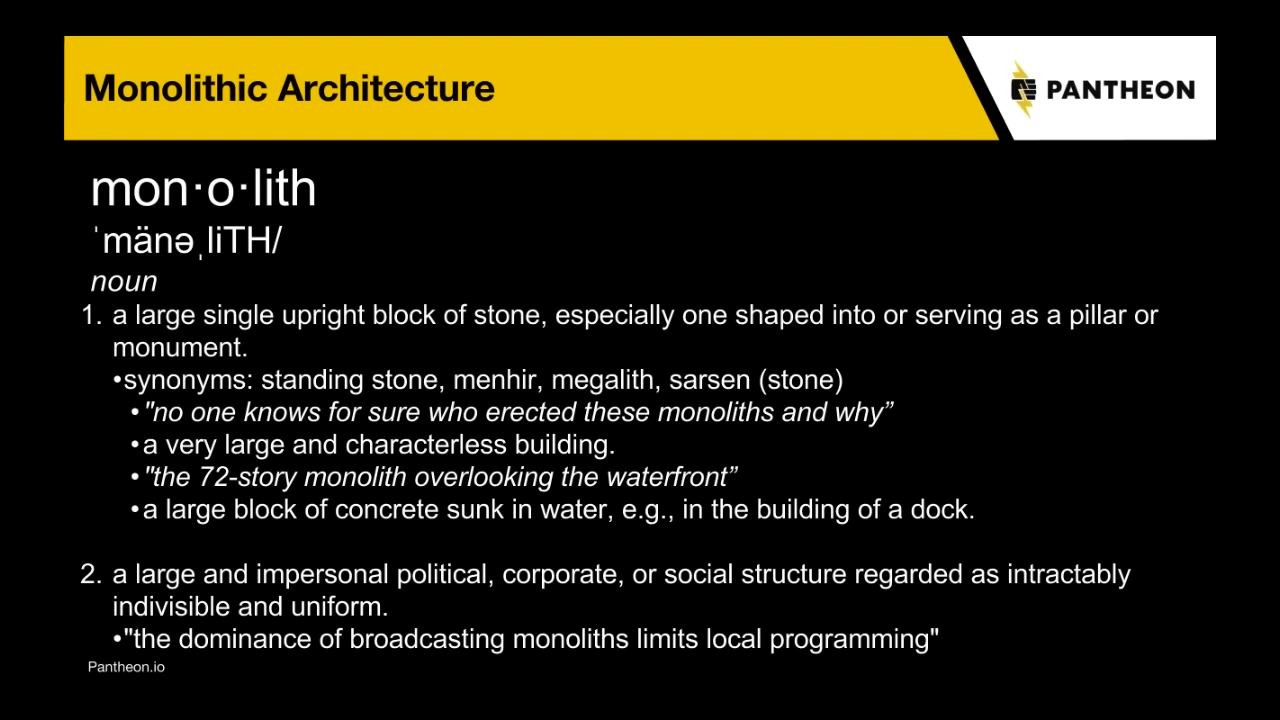 Monolithic Architecture
PANTHEON
mon·o·lith
ˈmänəˌliTH/
noun
1. a large single upright block of stone, especially one shaped into or serving as a pillar or
monument.
•synonyms: standing stone, menhir, megalith, sarsen (stone)
•"no one knows for sure who erected these monoliths and why”
•a very large and characterless building.
•"the 72-story monolith overlooking the waterfront”
•a large block of concrete sunk in water, e.g., in the building of a dock.
2. a large and impersonal political, corporate, or social structure regarded as intractably
indivisible and uniform.
•"the dominance of broadcasting monoliths limits local programming"
Pantheon.io